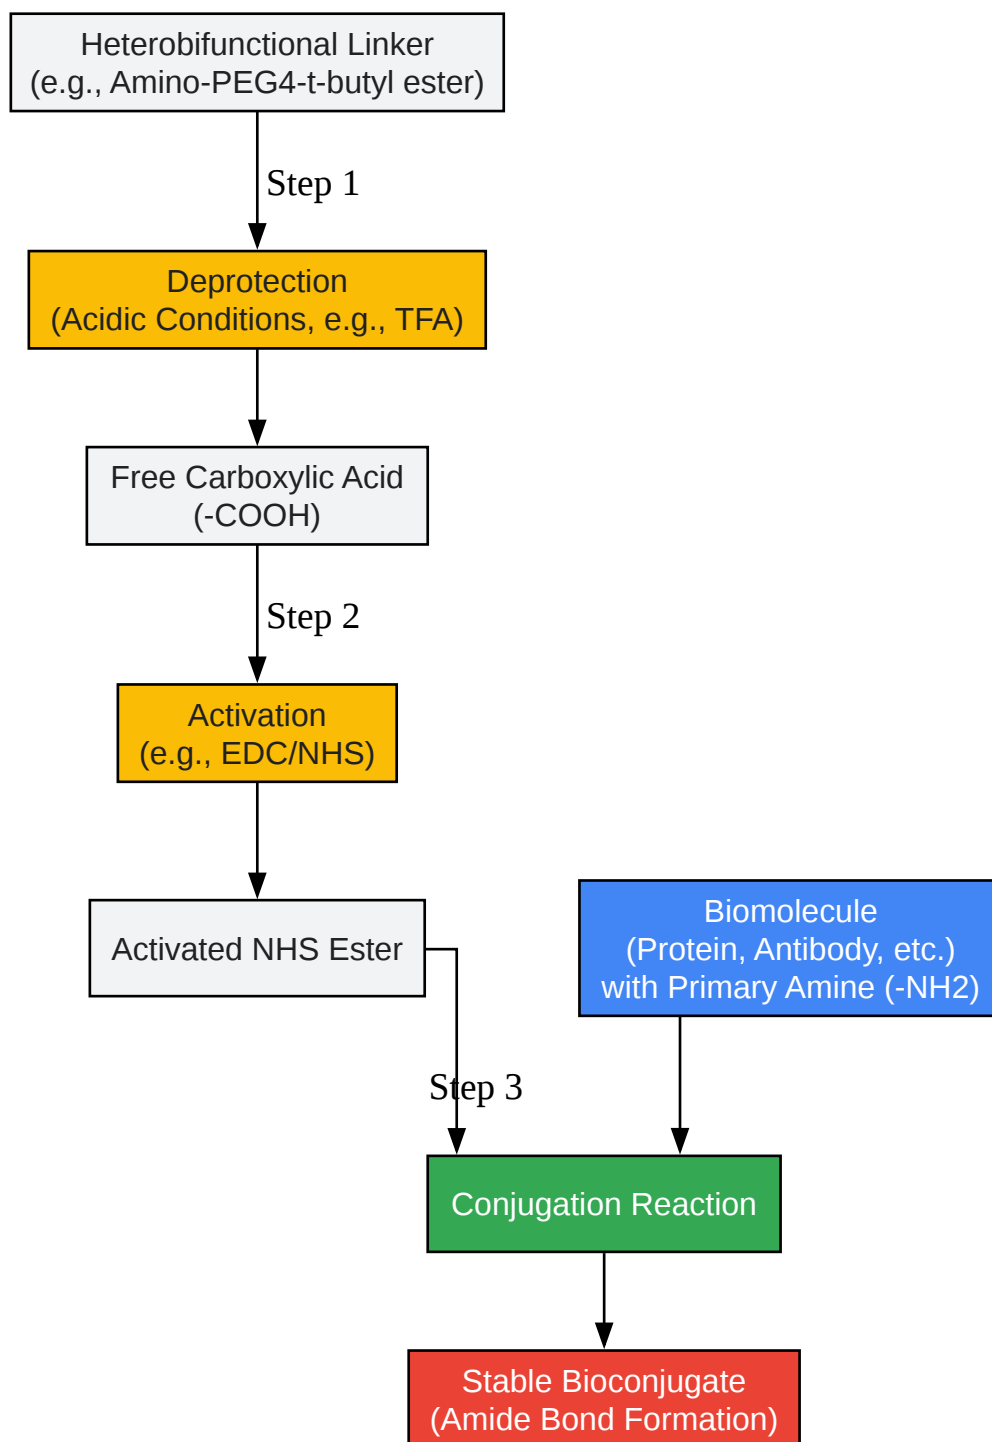 Heterobifunctional Linker
(e.g., Amino-PEG4-t-butyl ester)
Step 1
Deprotection
(Acidic Conditions, e.g., TFA)
Free Carboxylic Acid
(-COOH)
Step 2
Activation
(e.g., EDC/NHS)
Activated NHS Ester
Biomolecule
(Protein, Antibody, etc.)
with Primary Amine (-NH2)
Step 3
Conjugation Reaction
Stable Bioconjugate
(Amide Bond Formation)